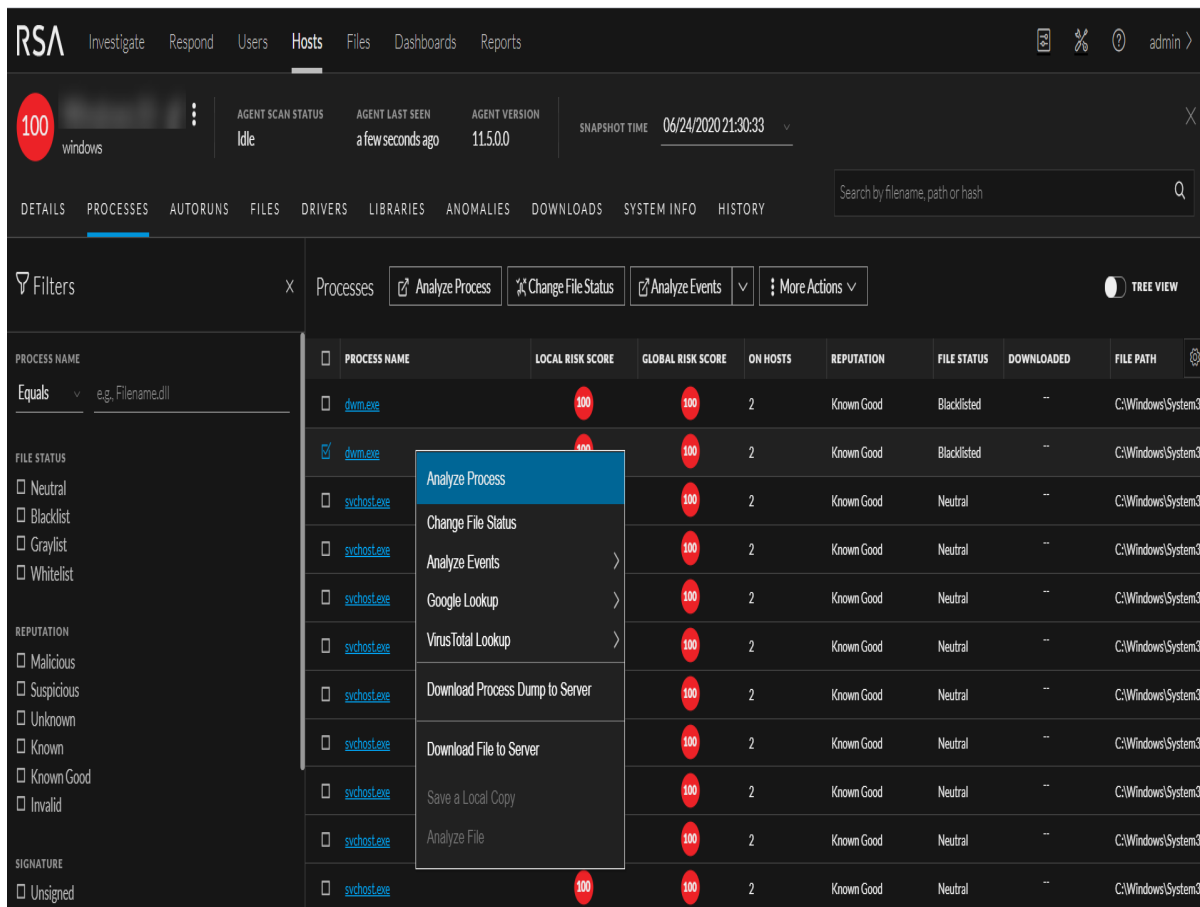 RSA Investigate Respond Users Hosts Files Dashboards Reports admin
100
windows
AGENT SCAN STATUS
Idle
AGENT LAST SEEN
a few seconds ago
AGENT VERSION
11.5.0.0
SNAPSHOT TIME 06/24/2020 21:30:33
Search by filename, path or hash
DETAILS PROCESSES AUTORUNS FILES DRIVERS LIBRARIES ANOMALIES DOWNLOADS SYSTEM INFO HISTORY
Filters
PROCESS NAME
Equals e.g., Filename.dll
FILE STATUS
Neutral
Blacklist
Graylist
Whitelist
REPUTATION
Malicious
Suspicious
Unknown
Known
Known Good
Invalid
SIGNATURE
Unsigned
Processes Analyze Process Change File Status Analyze Events More Actions TREE VIEW
PROCESS NAME LOCAL RISK SCORE GLOBAL RISK SCORE ON HOSTS REPUTATION FILE STATUS DOWNLOADED FILE PATH
dwm.exe 100 100 2 Known Good Blacklisted -- C:\Windows\System3
dwm.exe 100 100 2 Known Good Blacklisted -- C:\Windows\System3
svchost.exe 100 2 Known Good Neutral -- C:\Windows\System3
svchost.exe 100 2 Known Good Neutral -- C:\Windows\System3
svchost.exe 100 2 Known Good Neutral -- C:\Windows\System3
svchost.exe 100 2 Known Good Neutral -- C:\Windows\System3
svchost.exe 100 2 Known Good Neutral -- C:\Windows\System3
svchost.exe 100 2 Known Good Neutral -- C:\Windows\System3
svchost.exe 100 2 Known Good Neutral -- C:\Windows\System3
svchost.exe 100 2 Known Good Neutral -- C:\Windows\System3
svchost.exe 100 100 2 Known Good Neutral -- C:\Windows\System3
Analyze Process
Change File Status
Analyze Events
Google Lookup
VirusTotal Lookup
Download Process Dump to Server
Download File to Server
Save a Local Copy
Analyze File